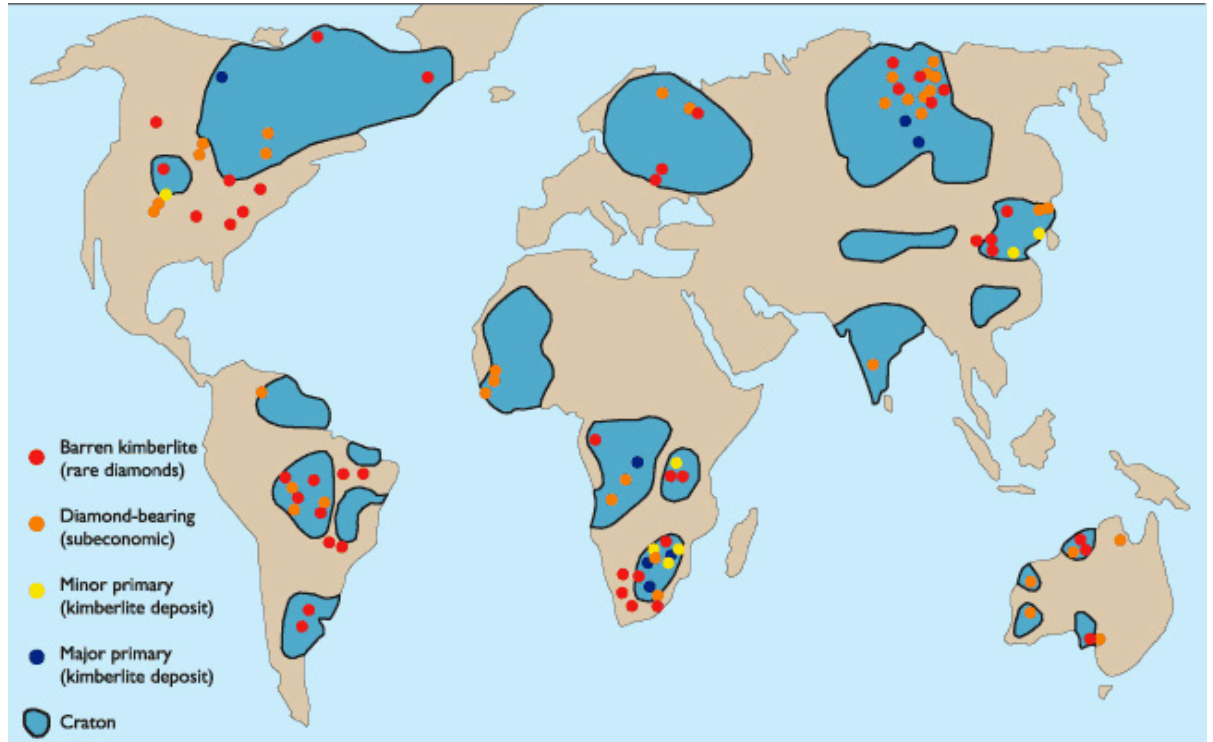 Barren kimberlite
(rare diamonds)
Diamond-bearing
(subeconomic)
Minor primary
(kimberlite deposit)
Major primary
(kimberlite deposit)
Craton